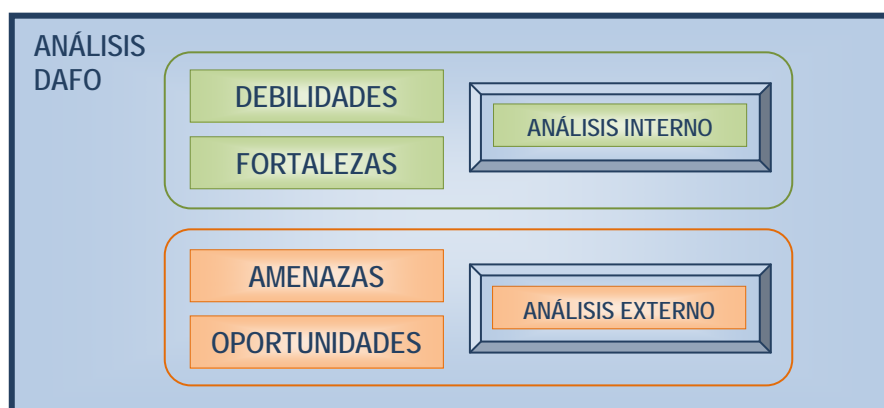 ANÁLISIS
DAFO
DEBILIDADES
FORTALEZAS
ANÁLISIS INTERNO
AMENAZAS
OPORTUNIDADES
ANÁLISIS EXTERNO